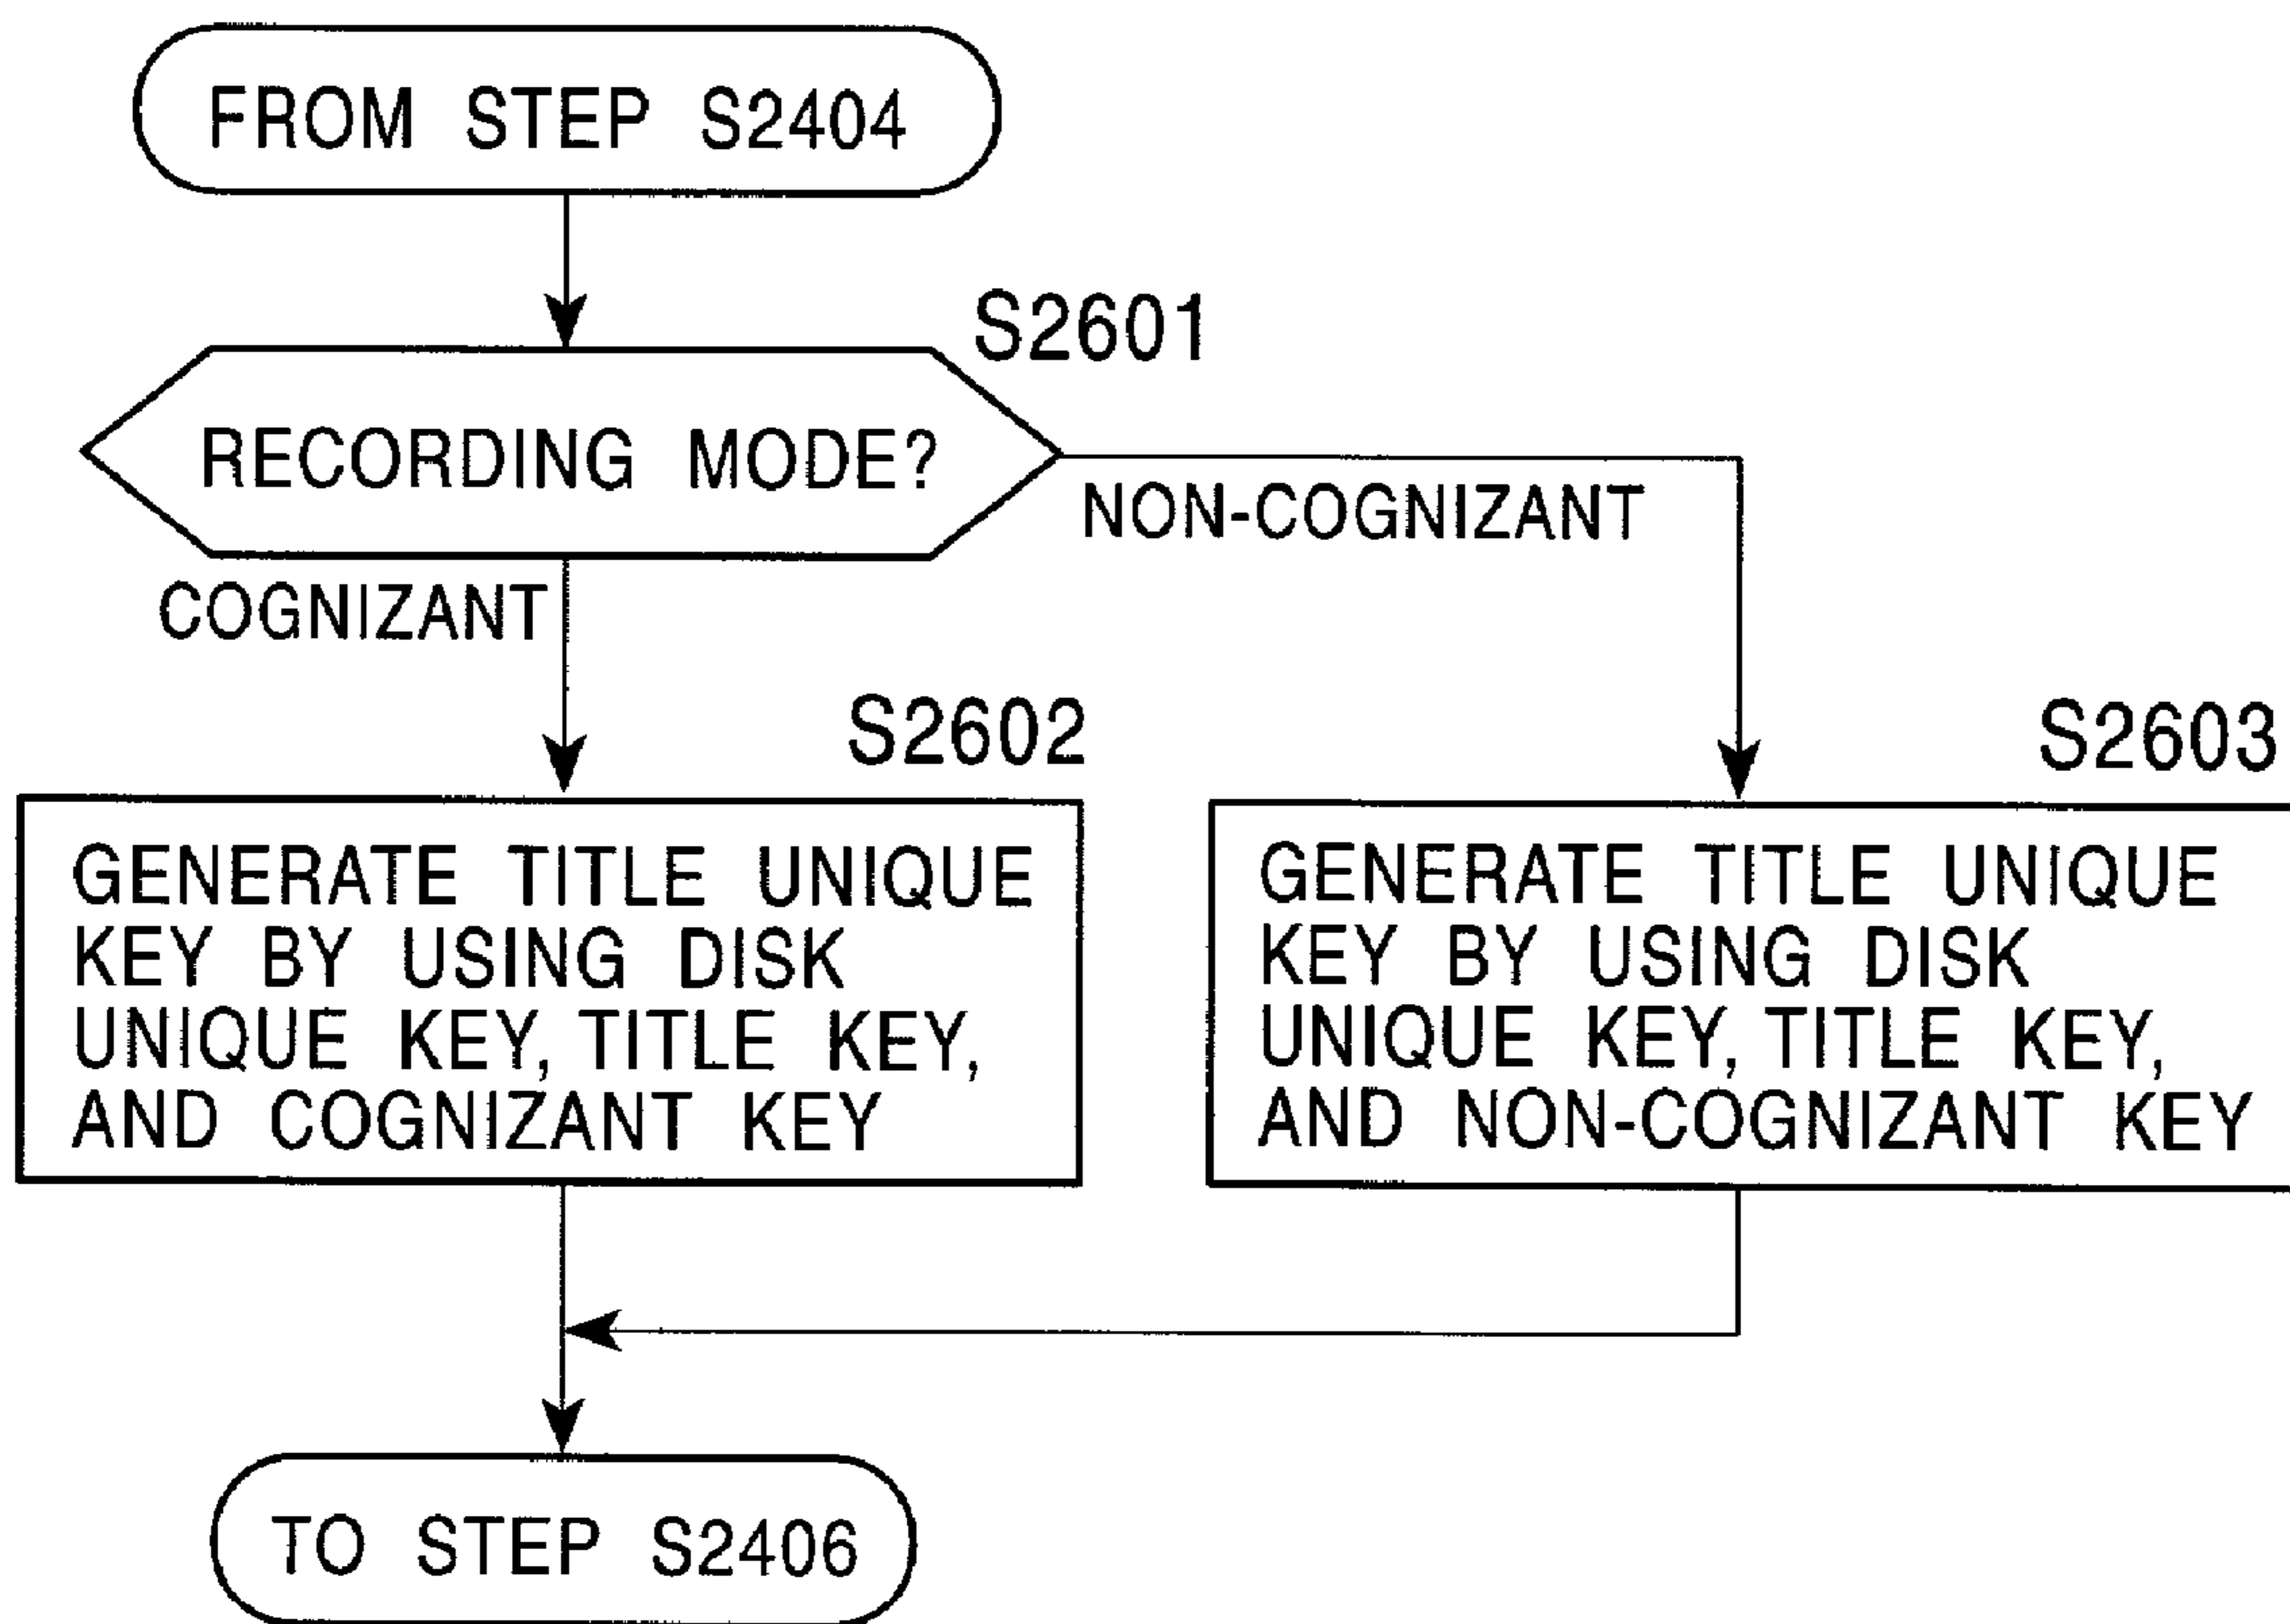 FROM STEP S2404
S2601
RECORDING MODE?
NON-COGNIZANT
COGNIZANT
S2602
GENERATE TITLE UNIQUE
KEY BY USING DISK
UNIQUE KEY, TITLE KEY,
AND COGNIZANT KEY
S2603
GENERATE TITLE UNIQUE
KEY BY USING DISK
UNIQUE KEY, TITLE KEY,
AND NON-COGNIZANT KEY
TO STEP S2406